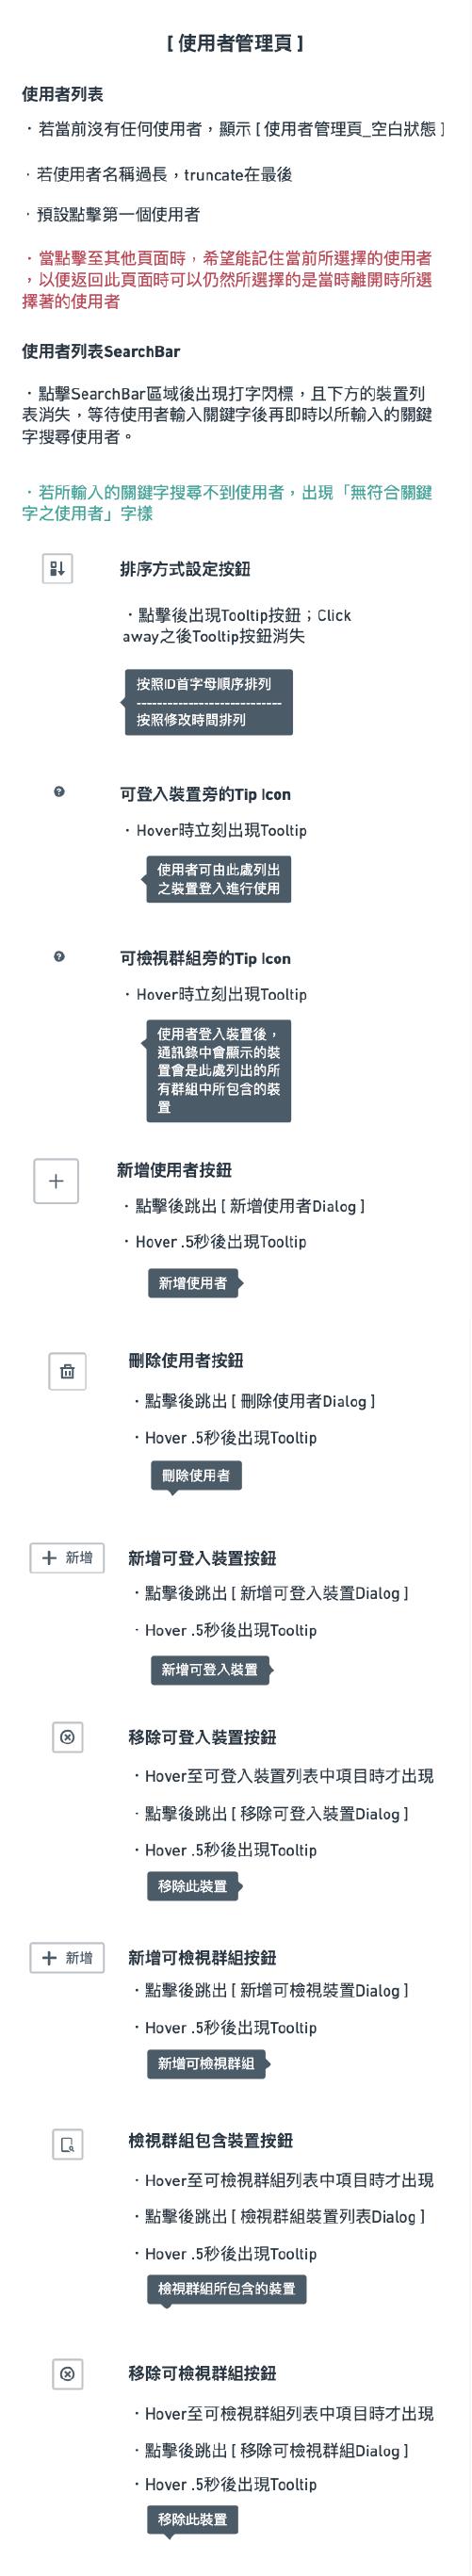 [ 使用者管理頁 ]
使用者列表
・若當前沒有任何使用者，顯示 [ 使用者管理頁_空白狀態 ]
・若使用者名稱過長，truncate在最後
・預設點擊第一個使用者
・當點擊至其他頁面時，希望能記住當前所選擇的使用者
，以便返回此頁面時可以仍然所選擇的是當時離開時所選
擇著的使用者
使用者列表SearchBar
・點擊SearchBar區域後出現打字閃標，且下方的裝置列
表消失，等待使用者輸入關鍵字後再即時以所輸入的關鍵
字搜尋使用者。
・若所輸入的關鍵字搜尋不到使用者，出現「無符合關鍵
字之使用者」字樣
排序方式設定按鈕
・點擊後出現Tooltip按鈕；Click
away之後Tooltip按鈕消失
按照ID首字母順序排列
----------------------------
按照修改時間排列
可登入裝置旁的Tip Icon
・Hover時立刻出現Tooltip
使用者可由此處列出
之裝置登入進行使用
可檢視群組旁的Tip Icon
・Hover時立刻出現Tooltip
使用者登入裝置後，
通訊錄中會顯示的裝
置會是此處列出的所
有群組中所包含的裝
置
新增使用者按鈕
・點擊後跳出 [ 新增使用者Dialog ]
・Hover .5秒後出現Tooltip
新增使用者
刪除使用者按鈕
・點擊後跳出 [ 刪除使用者Dialog ]
・Hover .5秒後出現Tooltip
刪除使用者
＋ 新增 新增可登入裝置按鈕
・點擊後跳出 [ 新增可登入裝置Dialog ]
・Hover .5秒後出現Tooltip
新增可登入裝置
移除可登入裝置按鈕
・Hover至可登入裝置列表中項目時才出現
・點擊後跳出 [ 移除可登入裝置Dialog ]
・Hover .5秒後出現Tooltip
移除此裝置
＋ 新增 新增可檢視群組按鈕
・點擊後跳出 [ 新增可檢視裝置Dialog ]
・Hover .5秒後出現Tooltip
新增可檢視群組
檢視群組包含裝置按鈕
・Hover至可檢視群組列表中項目時才出現
・點擊後跳出 [ 檢視群組裝置列表Dialog ]
・Hover .5秒後出現Tooltip
檢視群組所包含的裝置
移除可檢視群組按鈕
・Hover至可檢視群組列表中項目時才出現
・點擊後跳出 [ 移除可檢視群組Dialog ]
・Hover .5秒後出現Tooltip
移除此裝置